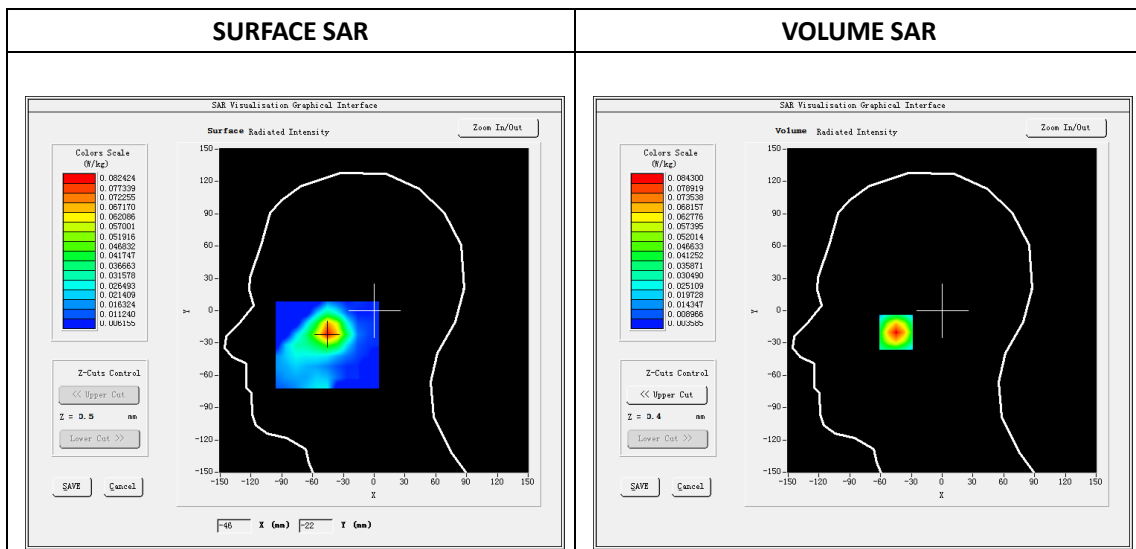 SURFACE SAR
VOLUME SAR
SAR Visualisation Graphical Interface
Surface Radiated Intensity
Zoom In/Out
Colors Scale
(W/kg)
0.082424
0.077339
0.072255
0.067170
0.062086
0.057001
0.051916
0.046832
0.041747
0.036663
0.031578
0.026493
0.021409
0.016324
0.011240
0.006155
150
120
90
60
30
0
-30
-60
-90
-120
-150
Y
-150 -120 -90 -60 -30 0 30 60 90 120 150
X
Z-Cuts Control
<< Upper Cut
Z = 0.5 mm
Lower Cut >>
SAVE Cancel
-46 X (mm) -22 Y (mm)
SAR Visualisation Graphical Interface
Volume Radiated Intensity
Zoom In/Out
Colors Scale
(W/kg)
0.084300
0.078919
0.073538
0.068157
0.062776
0.057395
0.052014
0.046633
0.041252
0.035871
0.030490
0.025109
0.019728
0.014347
0.008966
0.003585
150
120
90
60
30
0
-30
-60
-90
-120
-150
Y
-150 -120 -90 -60 -30 0 30 60 90 120 150
X
Z-Cuts Control
<< Upper Cut
Z = 0.4 mm
Lower Cut >>
SAVE Cancel